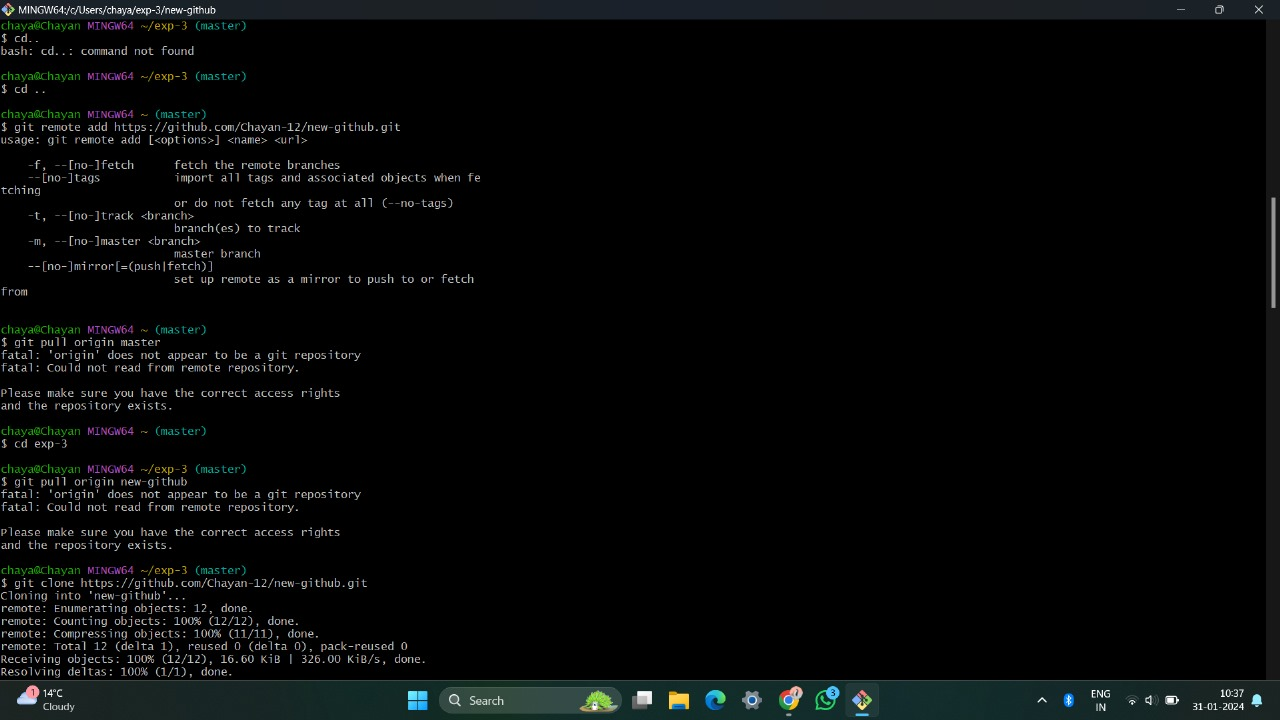 MINGW64:/c/Users/chaya/exp-3/new-github
chaya@Chayan MINGW64 ~/exp-3 (master)
$ cd..
bash: cd..: command not found
chaya@Chayan MINGW64 ~/exp-3 (master)
$ cd ..
chaya@Chayan MINGW64 ~ (master)
$ git remote add https://github.com/Chayan-12/new-github.git
usage: git remote add [<options>] <name> <url>
-f, --[no-]fetch fetch the remote branches
--[no-]tags import all tags and associated objects when fe
tching
or do not fetch any tag at all (--no-tags)
-t, --[no-]track <branch>
branch(es) to track
-m, --[no-]master <branch>
master branch
--[no-]mirror[=(push|fetch)]
set up remote as a mirror to push to or fetch
from
chaya@Chayan MINGW64 ~ (master)
$ git pull origin master
fatal: 'origin' does not appear to be a git repository
fatal: Could not read from remote repository.
Please make sure you have the correct access rights
and the repository exists.
chaya@Chayan MINGW64 ~ (master)
$ cd exp-3
chaya@Chayan MINGW64 ~/exp-3 (master)
$ git pull origin new-github
fatal: 'origin' does not appear to be a git repository
fatal: Could not read from remote repository.
Please make sure you have the correct access rights
and the repository exists.
chaya@Chayan MINGW64 ~/exp-3 (master)
$ git clone https://github.com/Chayan-12/new-github.git
Cloning into 'new-github'...
remote: Enumerating objects: 12, done.
remote: Counting objects: 100% (12/12), done.
remote: Compressing objects: 100% (11/11), done.
remote: Total 12 (delta 1), reused 0 (delta 0), pack-reused 0
Receiving objects: 100% (12/12), 16.60 KiB | 326.00 KiB/s, done.
Resolving deltas: 100% (1/1), done.
1
14°C
Cloudy
Search
3
ENG
IN
10:37
31-01-2024